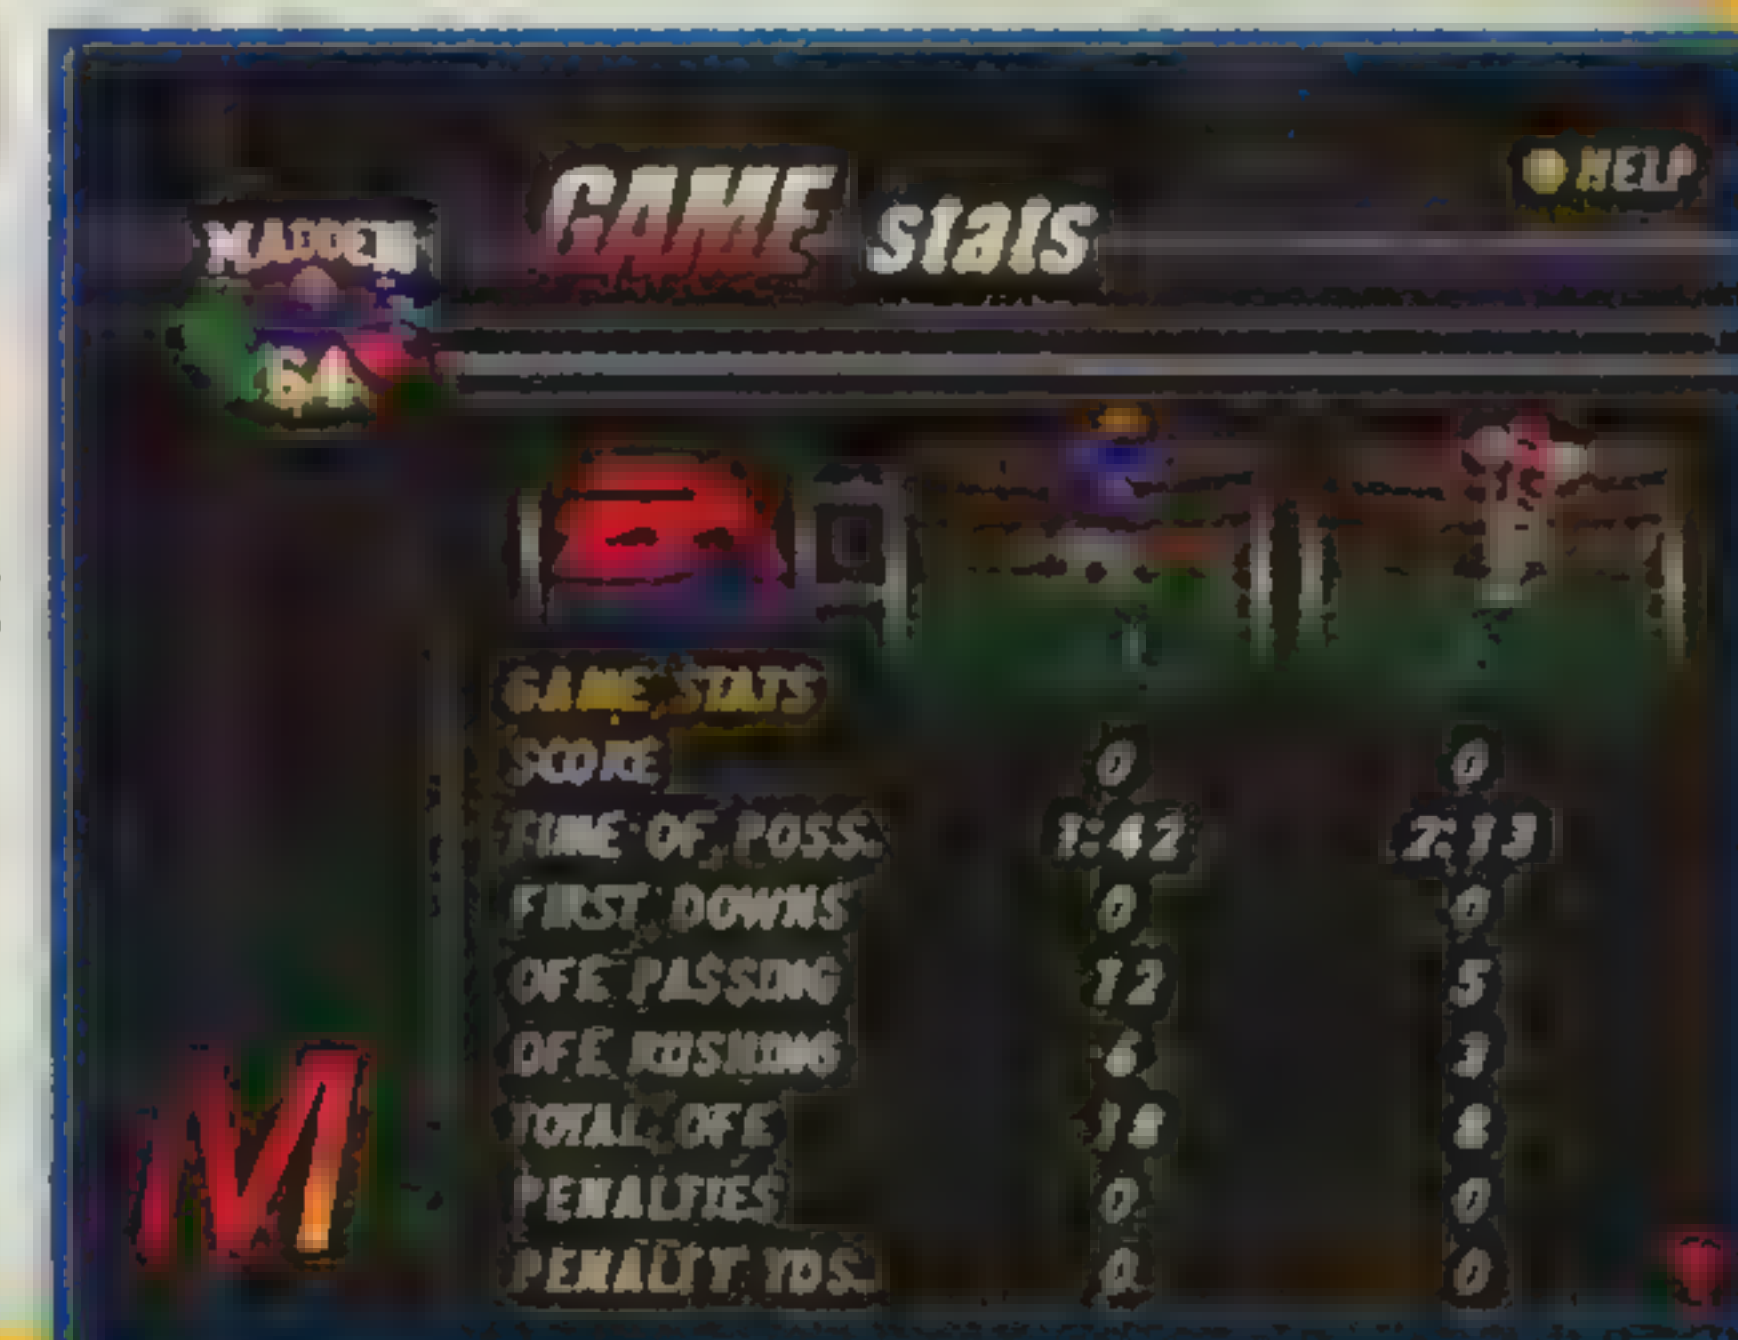 GAME stats
HELP
MADDEN
64
GAME STATS
SCORE 0 0
TIME OF POSS. 1:42 2:13
FIRST DOWNS 0 0
OFF PASSING 12 5
OFF RUSHING 6 3
TOTAL OFF 18 8
PENALTIES 0 0
PENALTY YDS. 0 0
M